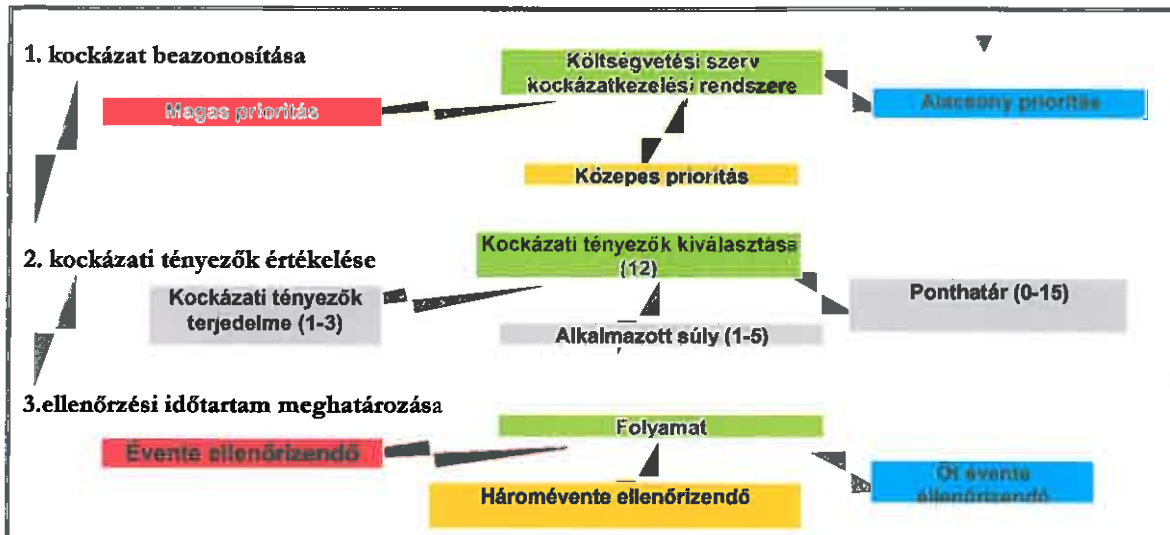 1. kockázat beazonosítása
Költségvetési szerv
kockázatkezelési rendszere
Magas prioritás
Alacsony prioritás
Közepes prioritás
2. kockázati tényezők értékelése
Kockázati tényezők kiválasztása
(12)
Kockázati tényezők
terjedelme (1-3)
Ponthatár (0-15)
Alkalmazott súly (1-5)
3.ellenőrzési időtartam meghatározása
Folyamat
Évente ellenőrizendő
Öt évente
ellenőrizendő
Háromévente ellenőrizendő